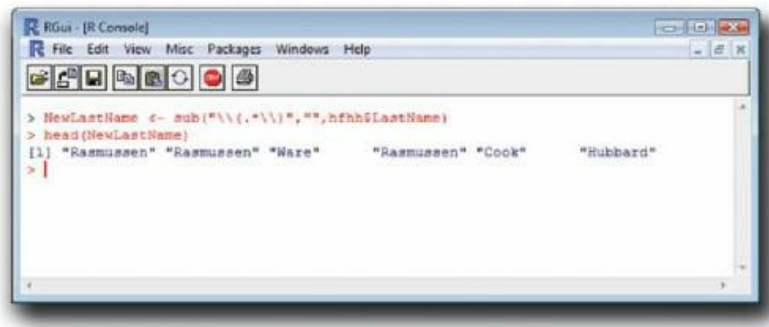 RGui - [R Console]
File Edit View Misc Packages Windows Help
STOP
> NewLastName <- sub("\\(.*\\)","",hfhh$LastName)
> head(NewLastName)
[1] "Rasmussen" "Rasmussen" "Ware" "Rasmussen" "Cook" "Hubbard"
>